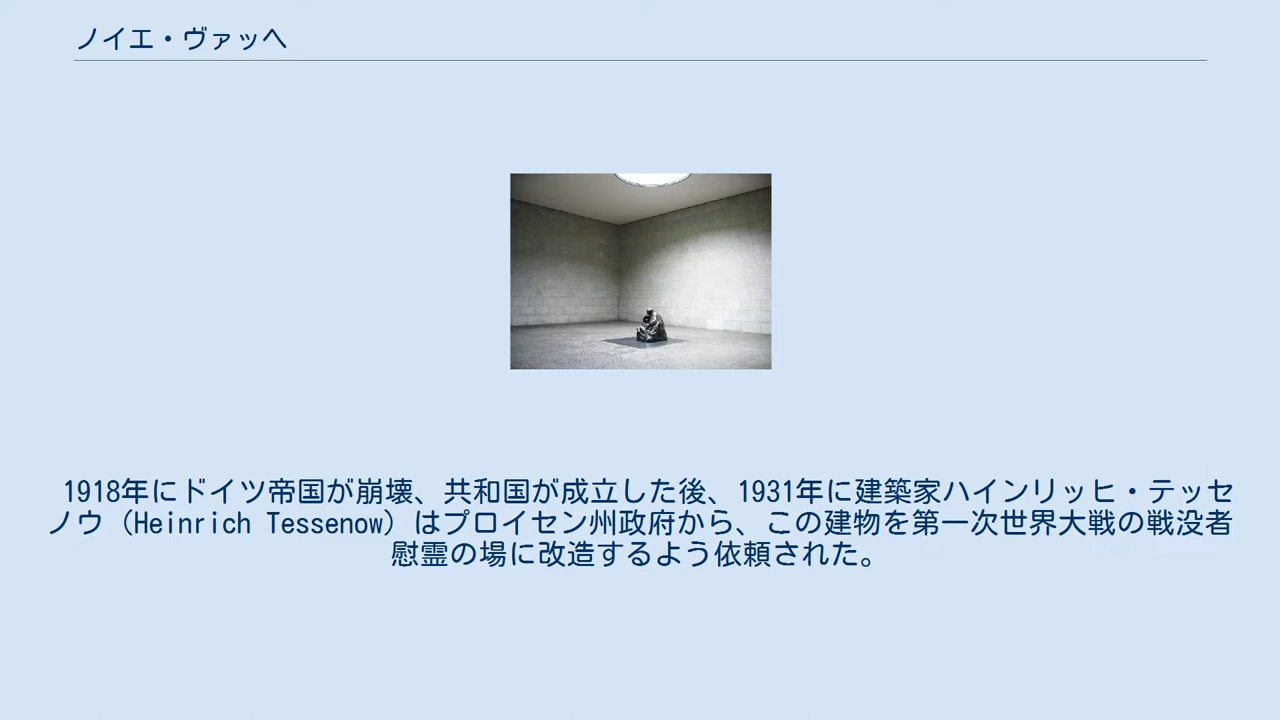 ノイエ・ヴァッヘ
1918年にドイツ帝国が崩壊、共和国が成立した後、1931年に建築家ハインリッヒ・テッセ
ノウ (Heinrich Tessenow) はプロイセン州政府から、この建物を第一次世界大戦の戦没者
慰霊の場に改造するよう依頼された。